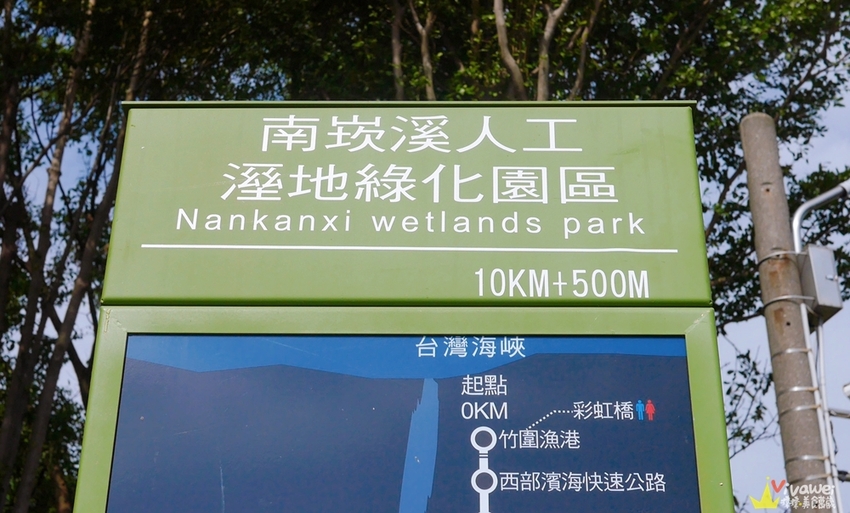 南崁溪人工
溼地綠化園區
Nankanxi wetlands park
10KM+500M
台灣海峽
起點
0KM
彩虹橋
竹圍漁港
西部濱海快速公路
Vivawei